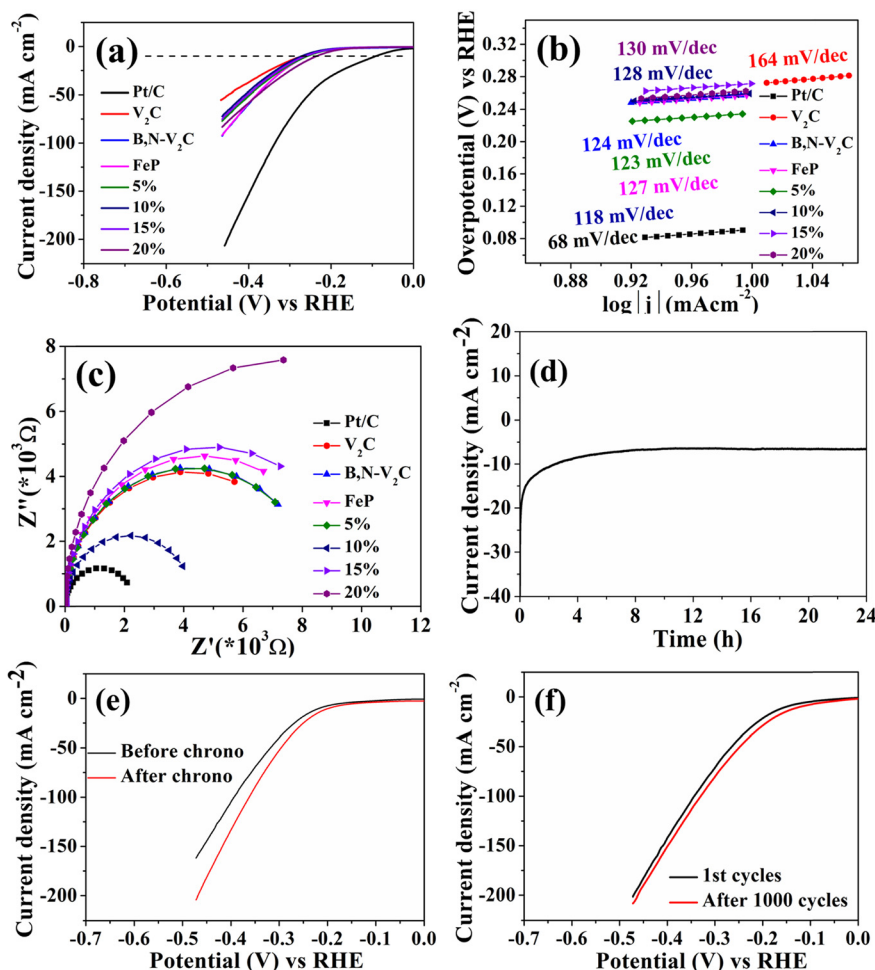 (a)
Current density (mA cm⁻²)
0
-50
-100
-150
-200
-0.8 -0.6 -0.4 -0.2 0.0
Potential (V) vs RHE
Pt/C
V₂C
B,N-V₂C
FeP
5%
10%
15%
20%
(b)
Overpotential (V) vs RHE
0.32
0.28
0.24
0.20
0.16
0.12
0.08
0.88 0.92 0.96 1.00 1.04
log|j|(mAcm⁻²)
130 mV/dec
164 mV/dec
128 mV/dec
124 mV/dec
123 mV/dec
127 mV/dec
118 mV/dec
68 mV/dec
Pt/C
V₂C
B,N-V₂C
FeP
5%
10%
15%
20%
(c)
Z''(*10³Ω)
8
6
4
2
0
0 2 4 6 8 10 12
Z'(*10³Ω)
Pt/C
V₂C
B,N-V₂C
FeP
5%
10%
15%
20%
(d)
Current density (mA cm⁻²)
20
10
0
-10
-20
-30
-40
0 4 8 12 16 20 24
Time (h)
(e)
Current density (mA cm⁻²)
0
-50
-100
-150
-200
-0.7 -0.6 -0.5 -0.4 -0.3 -0.2 -0.1 0.0
Potential (V) vs RHE
Before chrono
After chrono
(f)
Current density (mA cm⁻²)
0
-50
-100
-150
-200
-0.7 -0.6 -0.5 -0.4 -0.3 -0.2 -0.1 0.0
Potential (V) vs RHE
1st cycles
After 1000 cycles